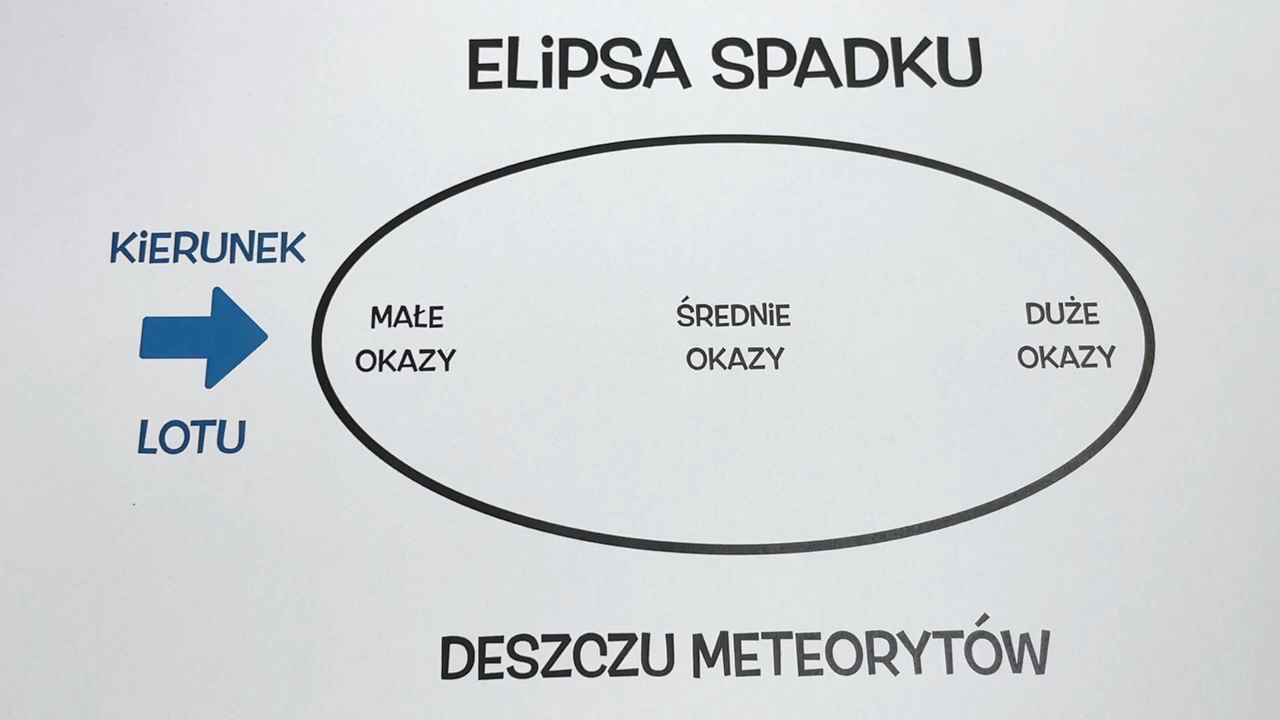 ELiPSA SPADKU
KiERUNEK
LOTU
MAŁE
OKAZY
ŚREDNiE
OKAZY
DUŻE
OKAZY
DESZCZU METEORYTÓW